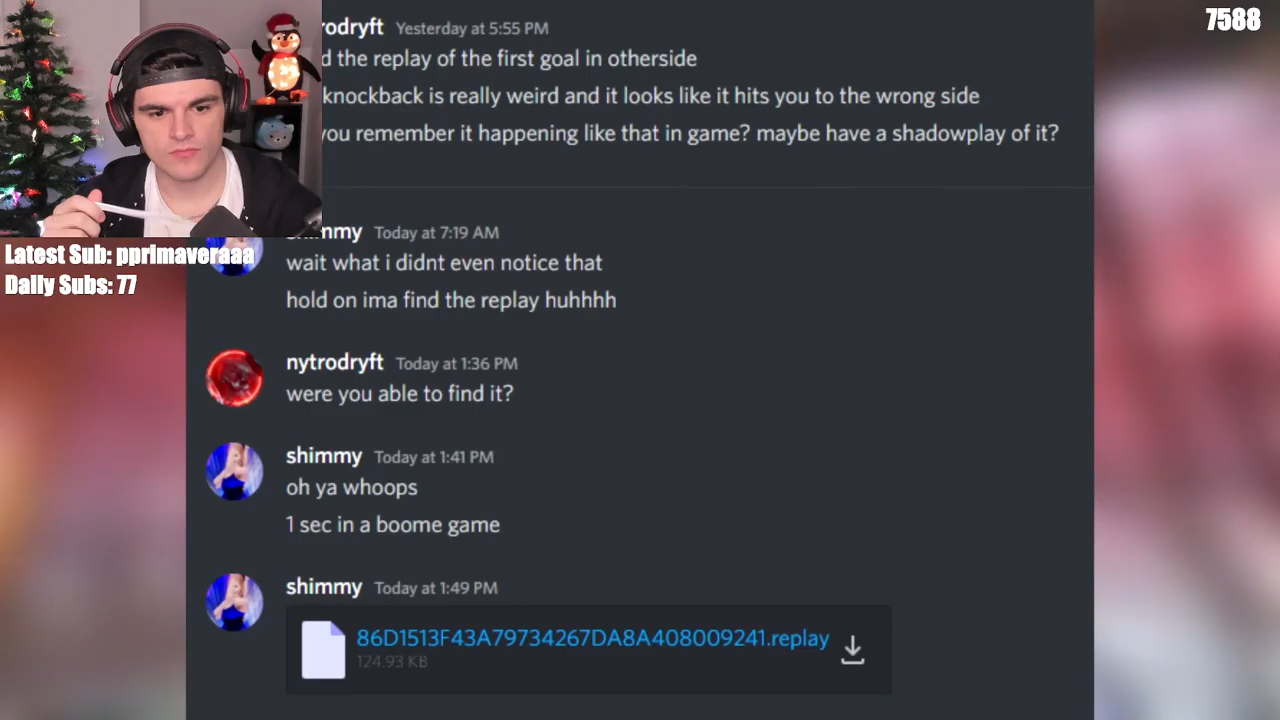 7588
Yesterday at 5:55 PM
the replay of the first goal in otherside
knockback is really weird and it looks like it hits you to the wrong side
you remember it happening like that in game? maybe have a shadowplay of it?
Latest Sub: pprimaveraaa
Daily Subs: 77
shimmy Today at 7:19 AM
wait what i didnt even notice that
hold on ima find the replay huhhhh
nytrodryft Today at 1:36 PM
were you able to find it?
shimmy Today at 1:41 PM
oh ya whoops
1 sec in a boome game
shimmy Today at 1:49 PM
86D1513F43A79734267DA8A408009241.replay
124.93 KB